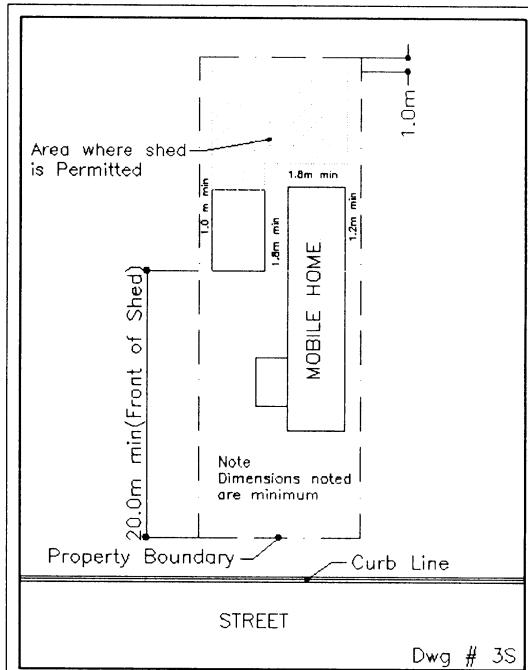 1.0m
Area where shed
is Permitted
1.8m min
1.0 m min
1.8m min
1.2m min
MOBILE HOME
20.0m min(Front of Shed)
Note
Dimensions noted
are minimum
Property Boundary
Curb Line
STREET
Dwg # 3S